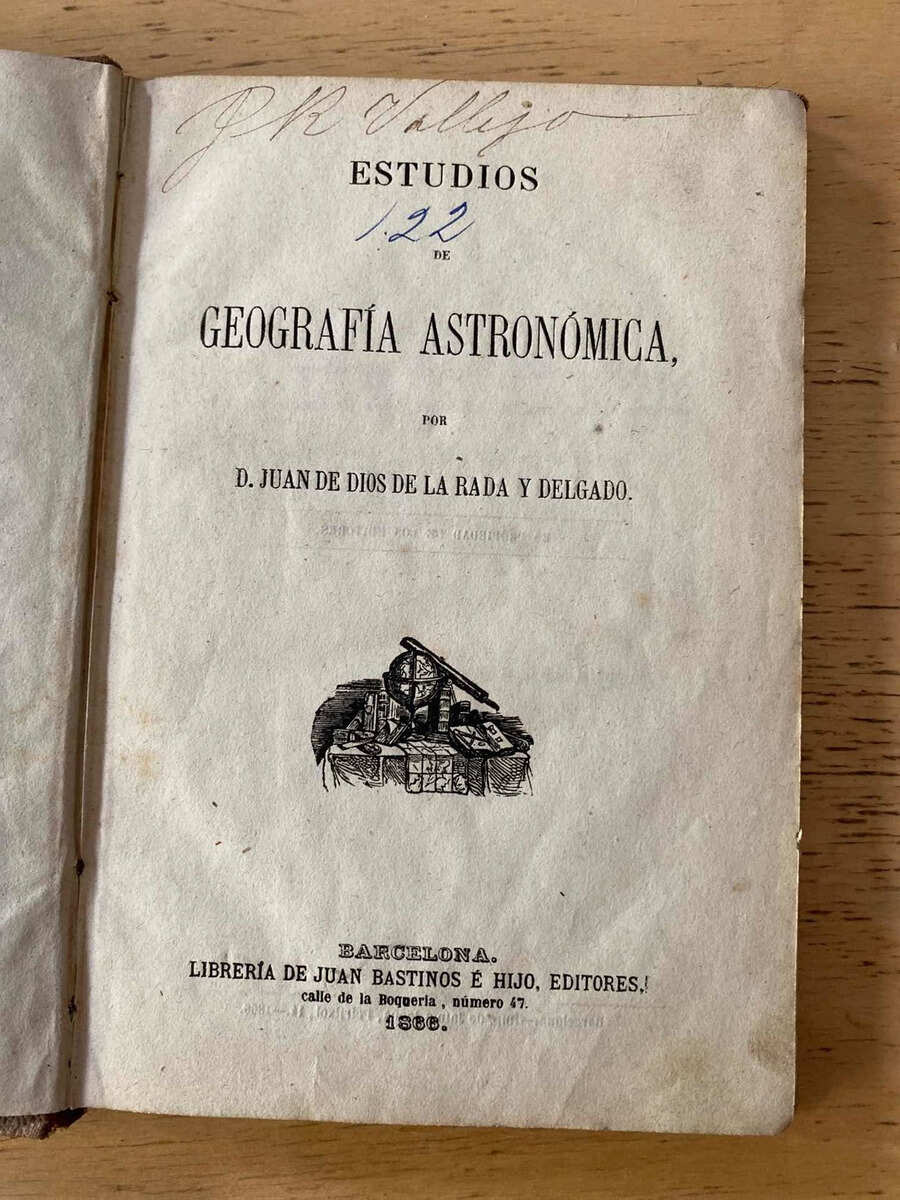 J R Vallejo
ESTUDIOS
122
DE
GEOGRAFÍA ASTRONÓMICA,
POR
D. JUAN DE DIOS DE LA RADA Y DELGADO.
BARCELONA.
LIBRERÍA DE JUAN BASTINOS É HIJO, EDITORES,
calle de la Boqueria, número 47.
1866.